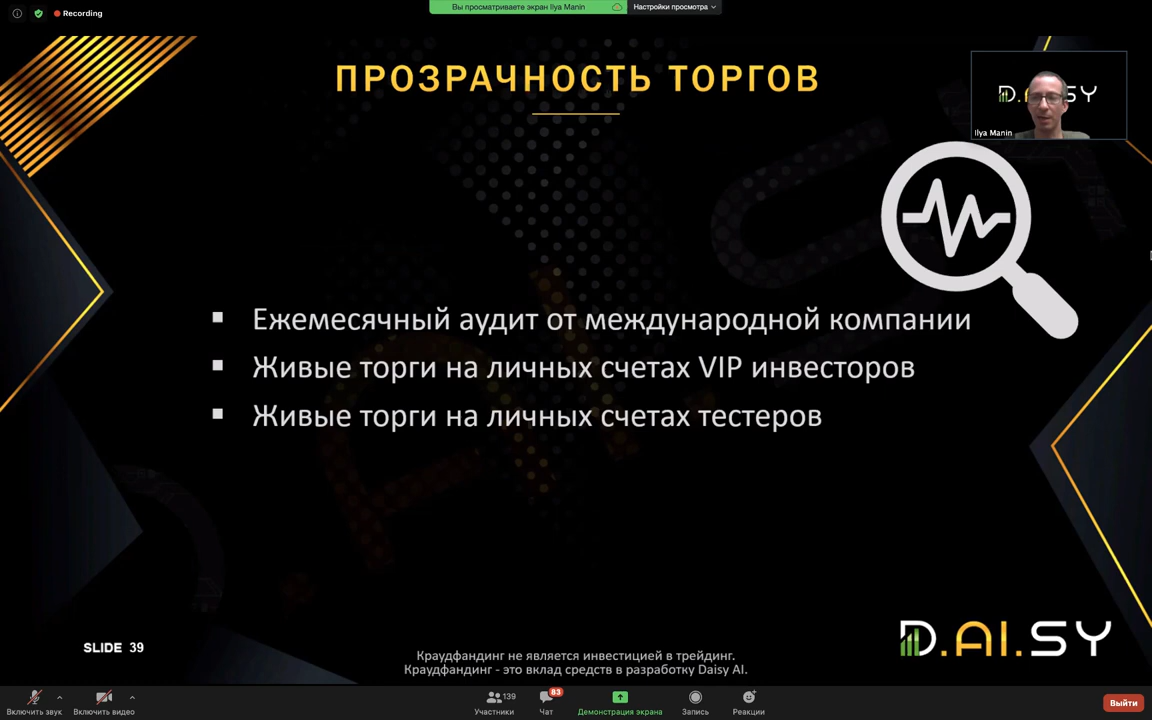 Recording
Вы просматриваете экран Ilya Manin
Настройки просмотра
ПРОЗРАЧНОСТЬ ТОРГОВ
D.AI.SY
Ilya Manin
Ежемесячный аудит от международной компании
Живые торги на личных счетах VIP инвесторов
Живые торги на личных счетах тестеров
SLIDE 39
Краудфандинг не является инвестицией в трейдинг.
Краудфандинг - это вклад средств в разработку Daisy AI.
D.AI.SY
Включить звук
Включить видео
139
Участники
83
Чат
Демонстрация экрана
Запись
Реакции
Выйти